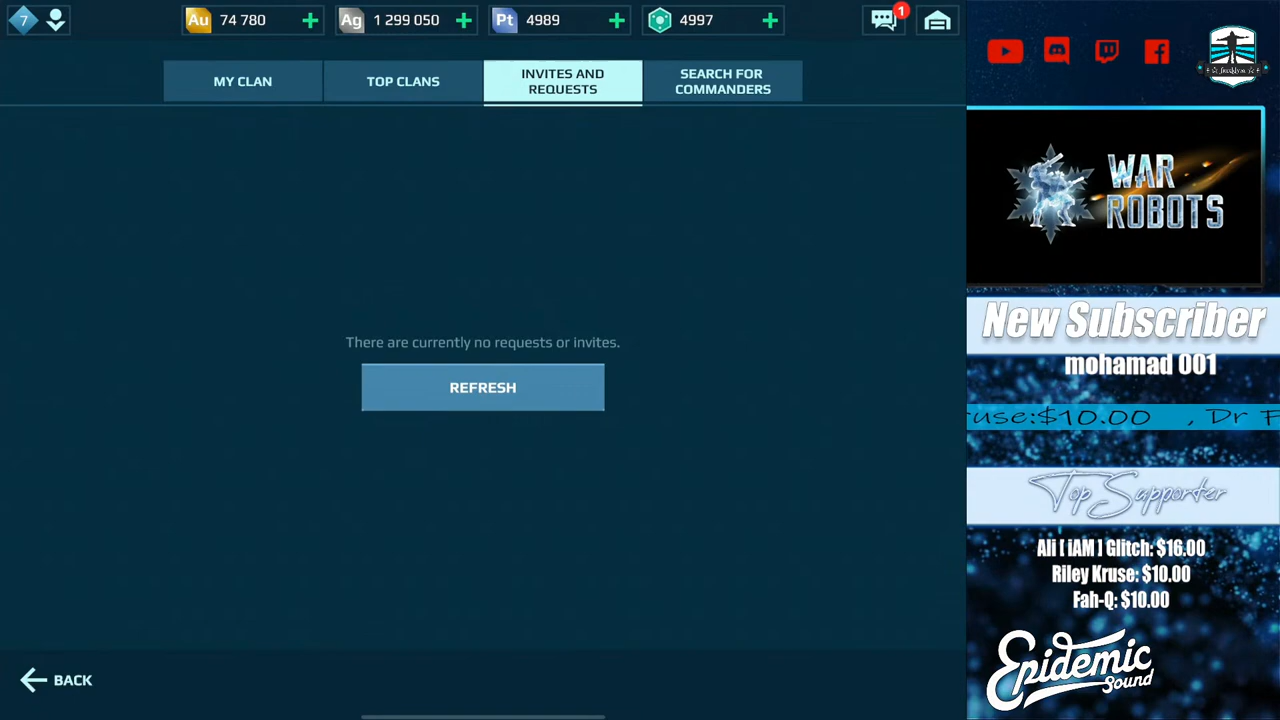 7
Au 74 780 +
Ag 1 299 050 +
Pt 4989 +
4997 +
1
MY CLAN
TOP CLANS
INVITES AND
REQUESTS
SEARCH FOR
COMMANDERS
There are currently no requests or invites.
REFRESH
BACK
WAR
ROBOTS
New Subscriber
mohamad 001
ruse:$10.00 , Dr F
Top Supporter
Ali [ iAM ] Glitch: $16.00
Riley Kruse: $10.00
Fah-Q: $10.00
Epidemic
Sound